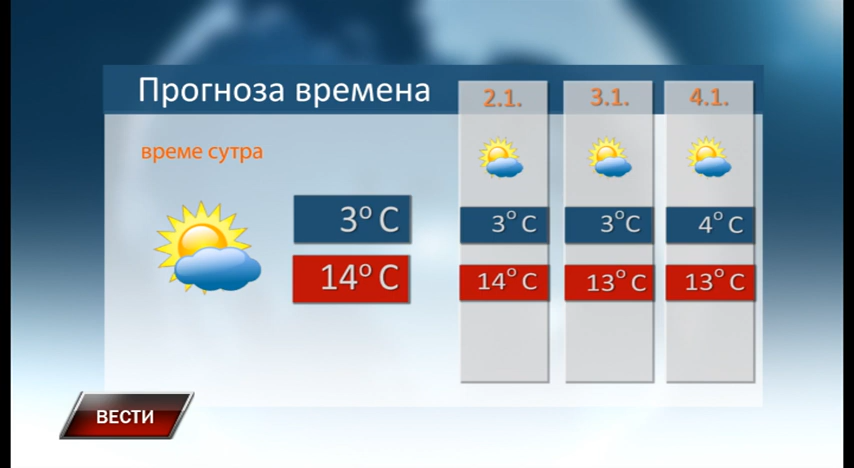 Прогноза времена
време сутра
3° C
14° C
2.1.
3° C
14° C
3.1.
3°C
13° C
4.1.
4° C
13° C
ВЕСТИ